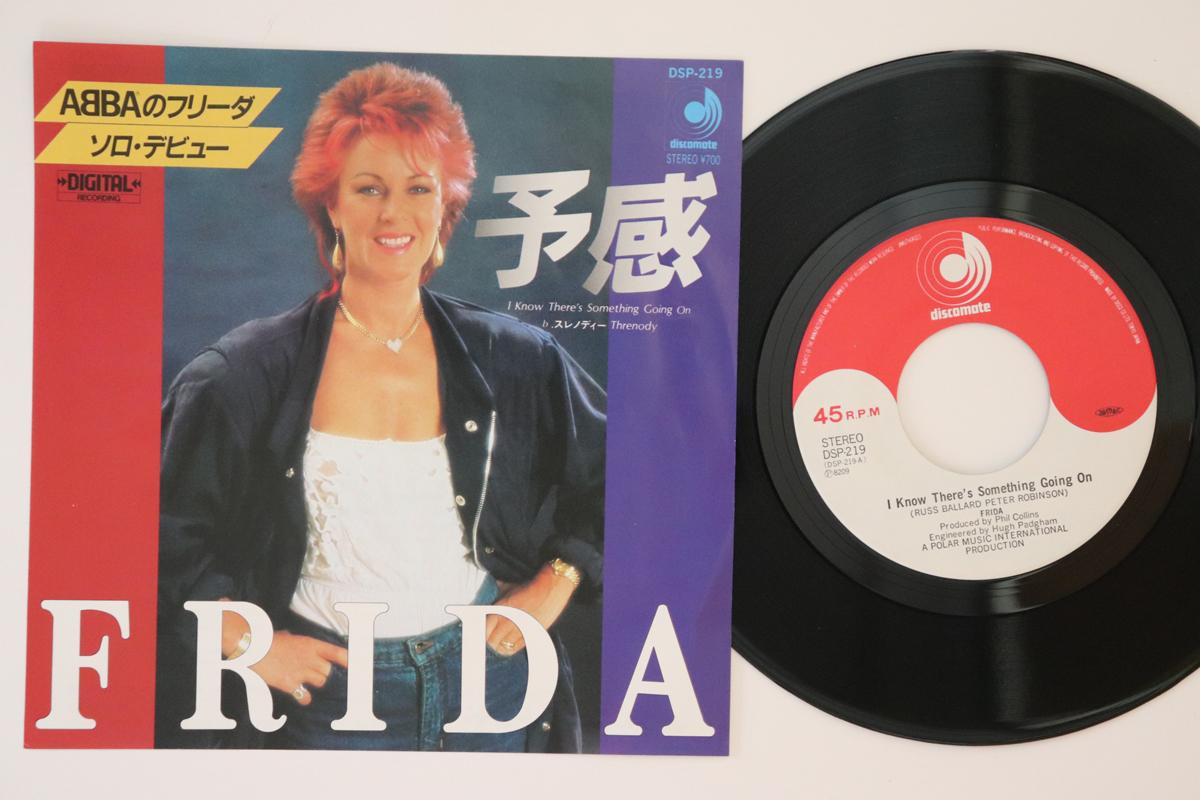 ABBAのフリーダ
ソロ・デビュー
DIGITAL
RECORDING
DSP-219
discomate
STEREO ¥700
予感
I Know There's Something Going On
b.スレノディー Threnody
FRIDA
discomate
45 R.P.M
STEREO
DSP-219
(DSP-219-A)
Ⓟ8209
I Know There's Something Going On
(RUSS BALLARD PETER ROBINSON)
FRIDA
Produced by Phil Collins
Engineered by Hugh Padgham
A POLAR MUSIC INTERNATIONAL
PRODUCTION